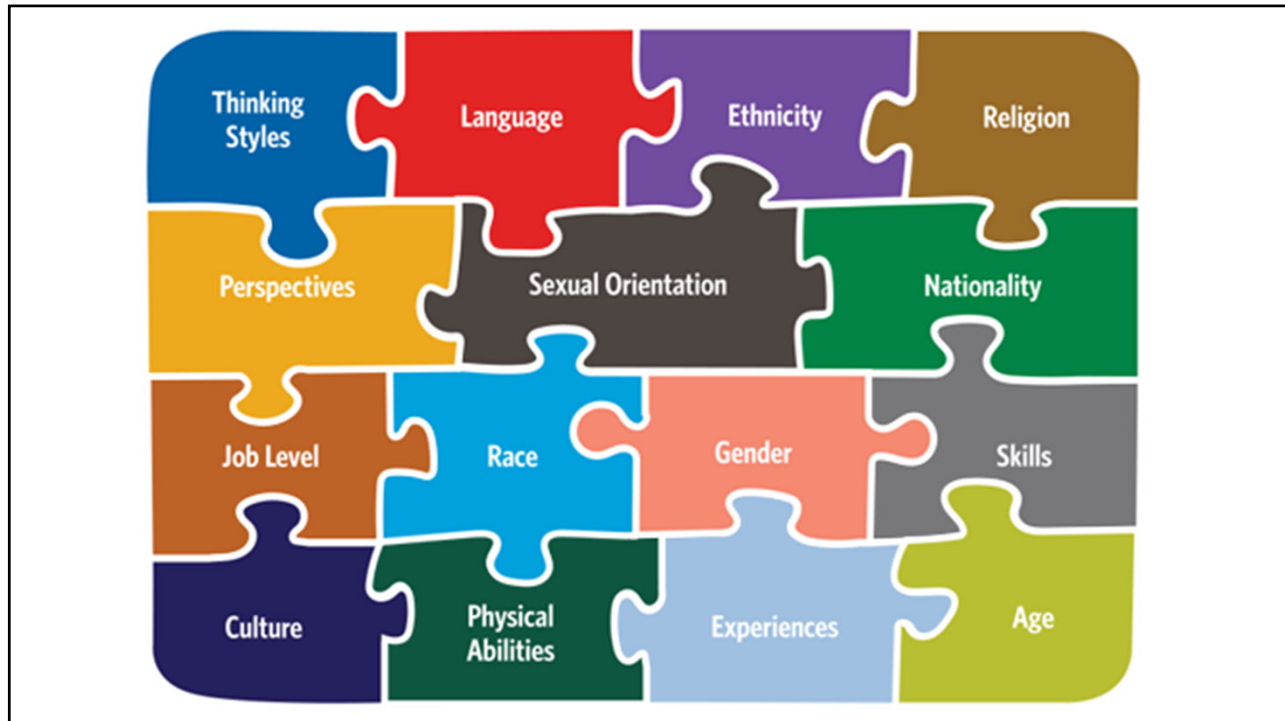 Thinking
Styles
Language
Ethnicity
Religion
Perspectives
Sexual Orientation
Nationality
Job Level
Race
Gender
Skills
Culture
Physical
Abilities
Experiences
Age